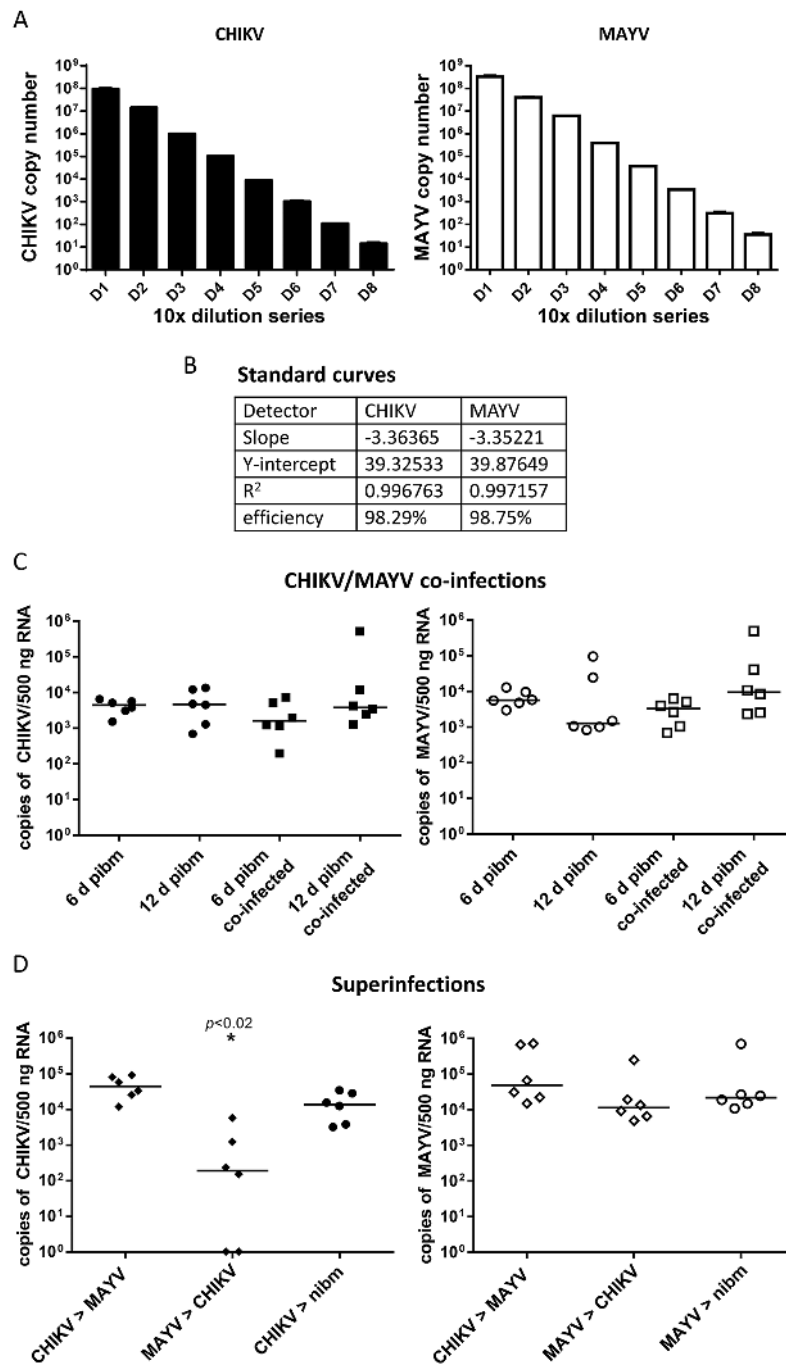 A
CHIKV
MAYV
CHIKV copy number
10⁹
10⁸
10⁷
10⁶
10⁵
10⁴
10³
10²
10¹
10⁰
D1 D2 D3 D4 D5 D6 D7 D8
10x dilution series
MAYV copy number
10⁹
10⁸
10⁷
10⁶
10⁵
10⁴
10³
10²
10¹
10⁰
D1 D2 D3 D4 D5 D6 D7 D8
10x dilution series
B
Standard curves
Detector CHIKV MAYV
Slope -3.36365 -3.35221
Y-intercept 39.32533 39.87649
R² 0.996763 0.997157
efficiency 98.29% 98.75%
C
CHIKV/MAYV co-infections
copies of CHIKV/500 ng RNA
10⁶
10⁵
10⁴
10³
10²
10¹
10⁰
6 d pibm
12 d pibm
6 d pibm
co-infected
12 d pibm
co-infected
copies of MAYV/500 ng RNA
10⁶
10⁵
10⁴
10³
10²
10¹
10⁰
6 d pibm
12 d pibm
6 d pibm
co-infected
12 d pibm
co-infected
D
Superinfections
copies of CHIKV/500 ng RNA
10⁶
10⁵
10⁴
10³
10²
10¹
10⁰
p<0.02
*
CHIKV > MAYV
MAYV > CHIKV
CHIKV > nibm
copies of MAYV/500 ng RNA
10⁶
10⁵
10⁴
10³
10²
10¹
10⁰
CHIKV > MAYV
MAYV > CHIKV
MAYV > nibm